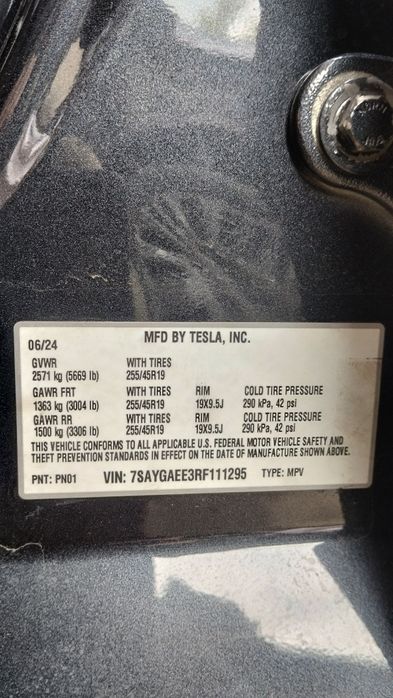 MFD BY TESLA, INC.
06/24
GVWR WITH TIRES
2571 kg (5669 lb) 255/45R19
GAWR FRT WITH TIRES RIM COLD TIRE PRESSURE
1363 kg (3004 lb) 255/45R19 19X9.5J 290 kPa, 42 psi
GAWR RR WITH TIRES RIM COLD TIRE PRESSURE
1500 kg (3306 lb) 255/45R19 19X9.5J 290 kPa, 42 psi
THIS VEHICLE CONFORMS TO ALL APPLICABLE U.S. FEDERAL MOTOR VEHICLE SAFETY AND
THEFT PREVENTION STANDARDS IN EFFECT ON THE DATE OF MANUFACTURE SHOWN ABOVE.
PNT: PN01 VIN: 7SAYGAEE3RF111295 TYPE: MPV